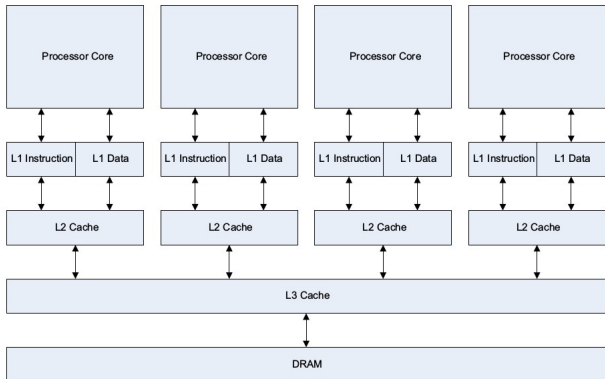 Processor Core
Processor Core
Processor Core
Processor Core
L1 Instruction
L1 Data
L1 Instruction
L1 Data
L1 Instruction
L1 Data
L1 Instruction
L1 Data
L2 Cache
L2 Cache
L2 Cache
L2 Cache
L3 Cache
DRAM